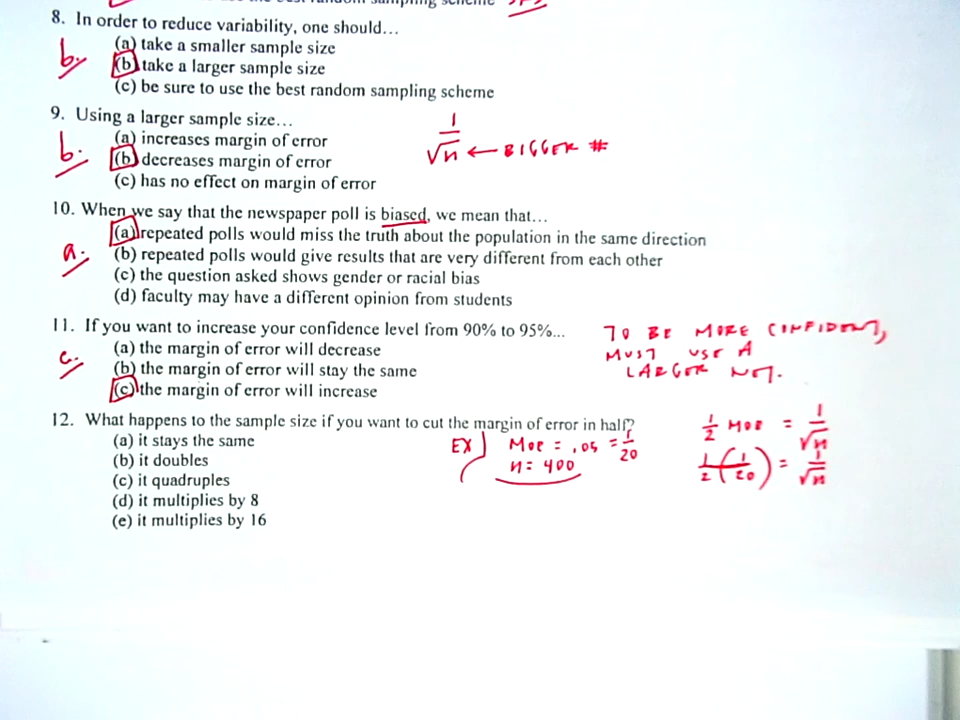 8. In order to reduce variability, one should...
(a) take a smaller sample size
b. (b) take a larger sample size
(c) be sure to use the best random sampling scheme
9. Using a larger sample size...
(a) increases margin of error
b. (b) decreases margin of error
(c) has no effect on margin of error
1/√n ← BIGGER #
10. When we say that the newspaper poll is biased, we mean that...
(a) repeated polls would miss the truth about the population in the same direction
a. (b) repeated polls would give results that are very different from each other
(c) the question asked shows gender or racial bias
(d) faculty may have a different opinion from students
11. If you want to increase your confidence level from 90% to 95%...
(a) the margin of error will decrease
c. (b) the margin of error will stay the same
(c) the margin of error will increase
TO BE MORE CONFIDENT,
MUST USE A
LARGER NET.
12. What happens to the sample size if you want to cut the margin of error in half?
(a) it stays the same
(b) it doubles
(c) it quadruples
(d) it multiplies by 8
(e) it multiplies by 16
EX) MOE = .05 = 1/20
n = 400
1/2 MOE = 1/√n
1/2 (1/20) = 1/√n